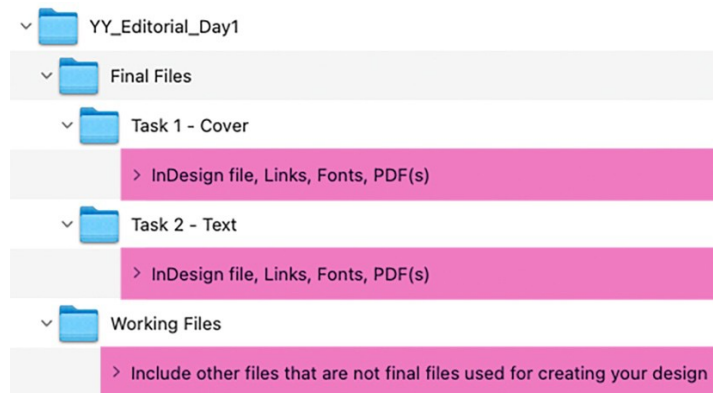 YY_Editorial_Day1
Final Files
Task 1 - Cover
InDesign file, Links, Fonts, PDF(s)
Task 2 - Text
InDesign file, Links, Fonts, PDF(s)
Working Files
Include other files that are not final files used for creating your design